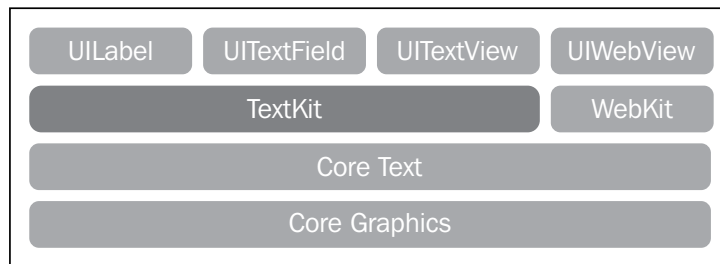 UILabel UITextField UITextView UIWebView
TextKit WebKit
Core Text
Core Graphics